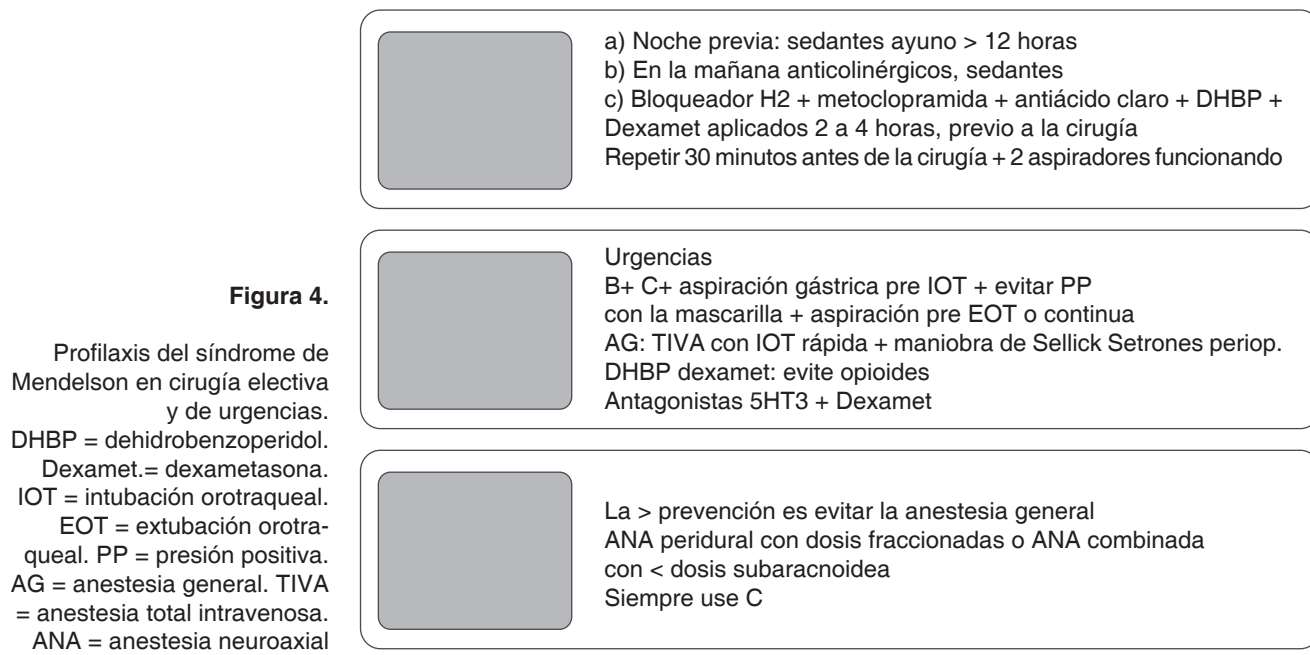 a) Noche previa: sedantes ayuno > 12 horas
b) En la mañana anticolinérgicos, sedantes
c) Bloqueador H2 + metoclopramida + antiácido claro + DHBP +
Dexamet aplicados 2 a 4 horas, previo a la cirugía
Repetir 30 minutos antes de la cirugía + 2 aspiradores funcionando
Urgencias
B+ C+ aspiración gástrica pre IOT + evitar PP
con la mascarilla + aspiración pre EOT o continua
AG: TIVA con IOT rápida + maniobra de Sellick Setrones periop.
DHBP dexamet: evite opioides
Antagonistas 5HT3 + Dexamet
La > prevención es evitar la anestesia general
ANA peridural con dosis fraccionadas o ANA combinada
con < dosis subaracnoidea
Siempre use C
Figura 4.
Profilaxis del síndrome de
Mendelson en cirugía electiva
y de urgencias.
DHBP = dehidrobenzoperidol.
Dexamet.= dexametasona.
IOT = intubación orotraqueal.
EOT = extubación orotra-
queal. PP = presión positiva.
AG = anestesia general. TIVA
= anestesia total intravenosa.
ANA = anestesia neuroaxial